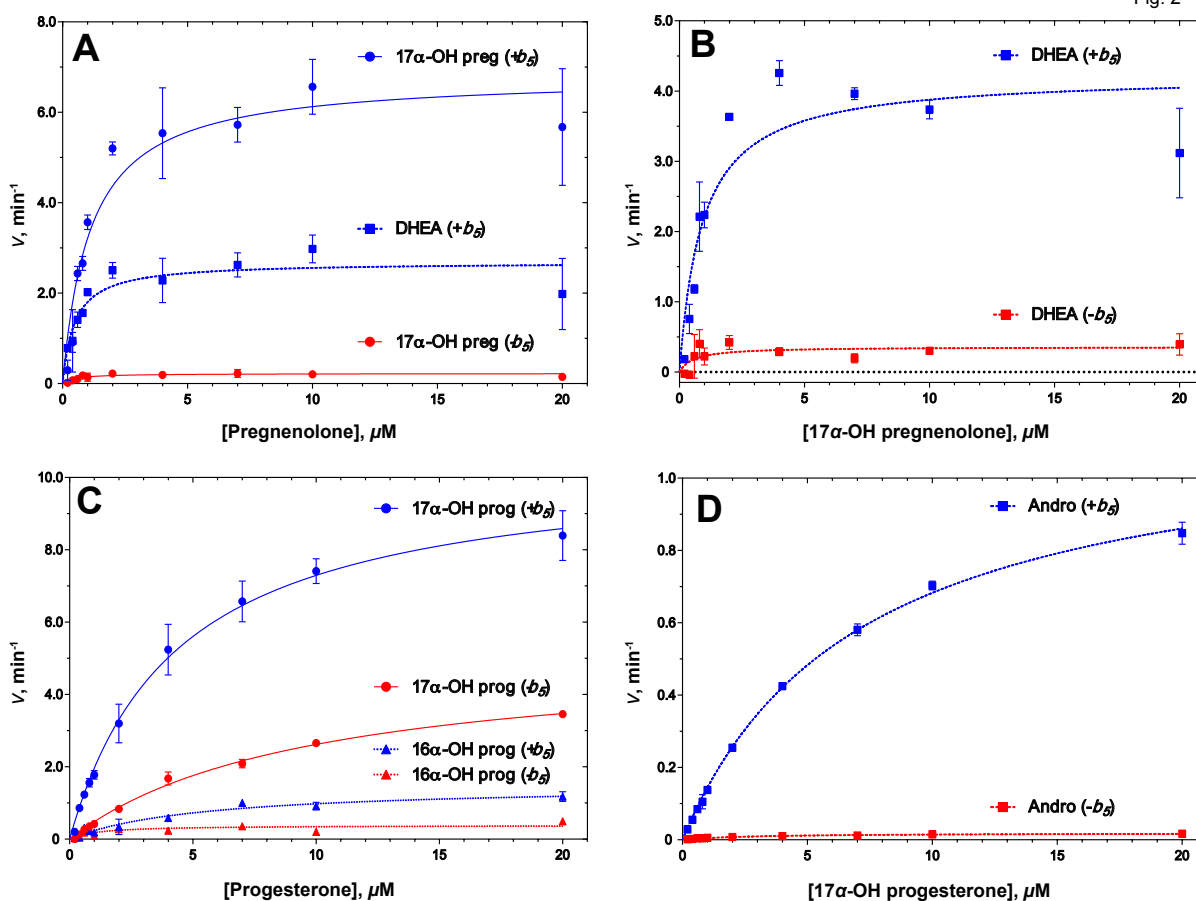 Fig. 2
A
17α-OH preg (+b5)
DHEA (+b5)
17α-OH preg (-b5)
8.0
6.0
4.0
2.0
0
V, min-1
0
5
10
15
20
[Pregnenolone], µM
B
DHEA (+b5)
DHEA (-b5)
5.0
4.0
3.0
2.0
1.0
0
V, min-1
0
5
10
15
20
[17α-OH pregnenolone], µM
C
17α-OH prog (+b5)
17α-OH prog (-b5)
16α-OH prog (+b5)
16α-OH prog (-b5)
10.0
8.0
6.0
4.0
2.0
0
V, min-1
0
5
10
15
20
[Progesterone], µM
D
Andro (+b5)
Andro (-b5)
1.0
0.8
0.6
0.4
0.2
0
V, min-1
0
5
10
15
20
[17α-OH progesterone], µM